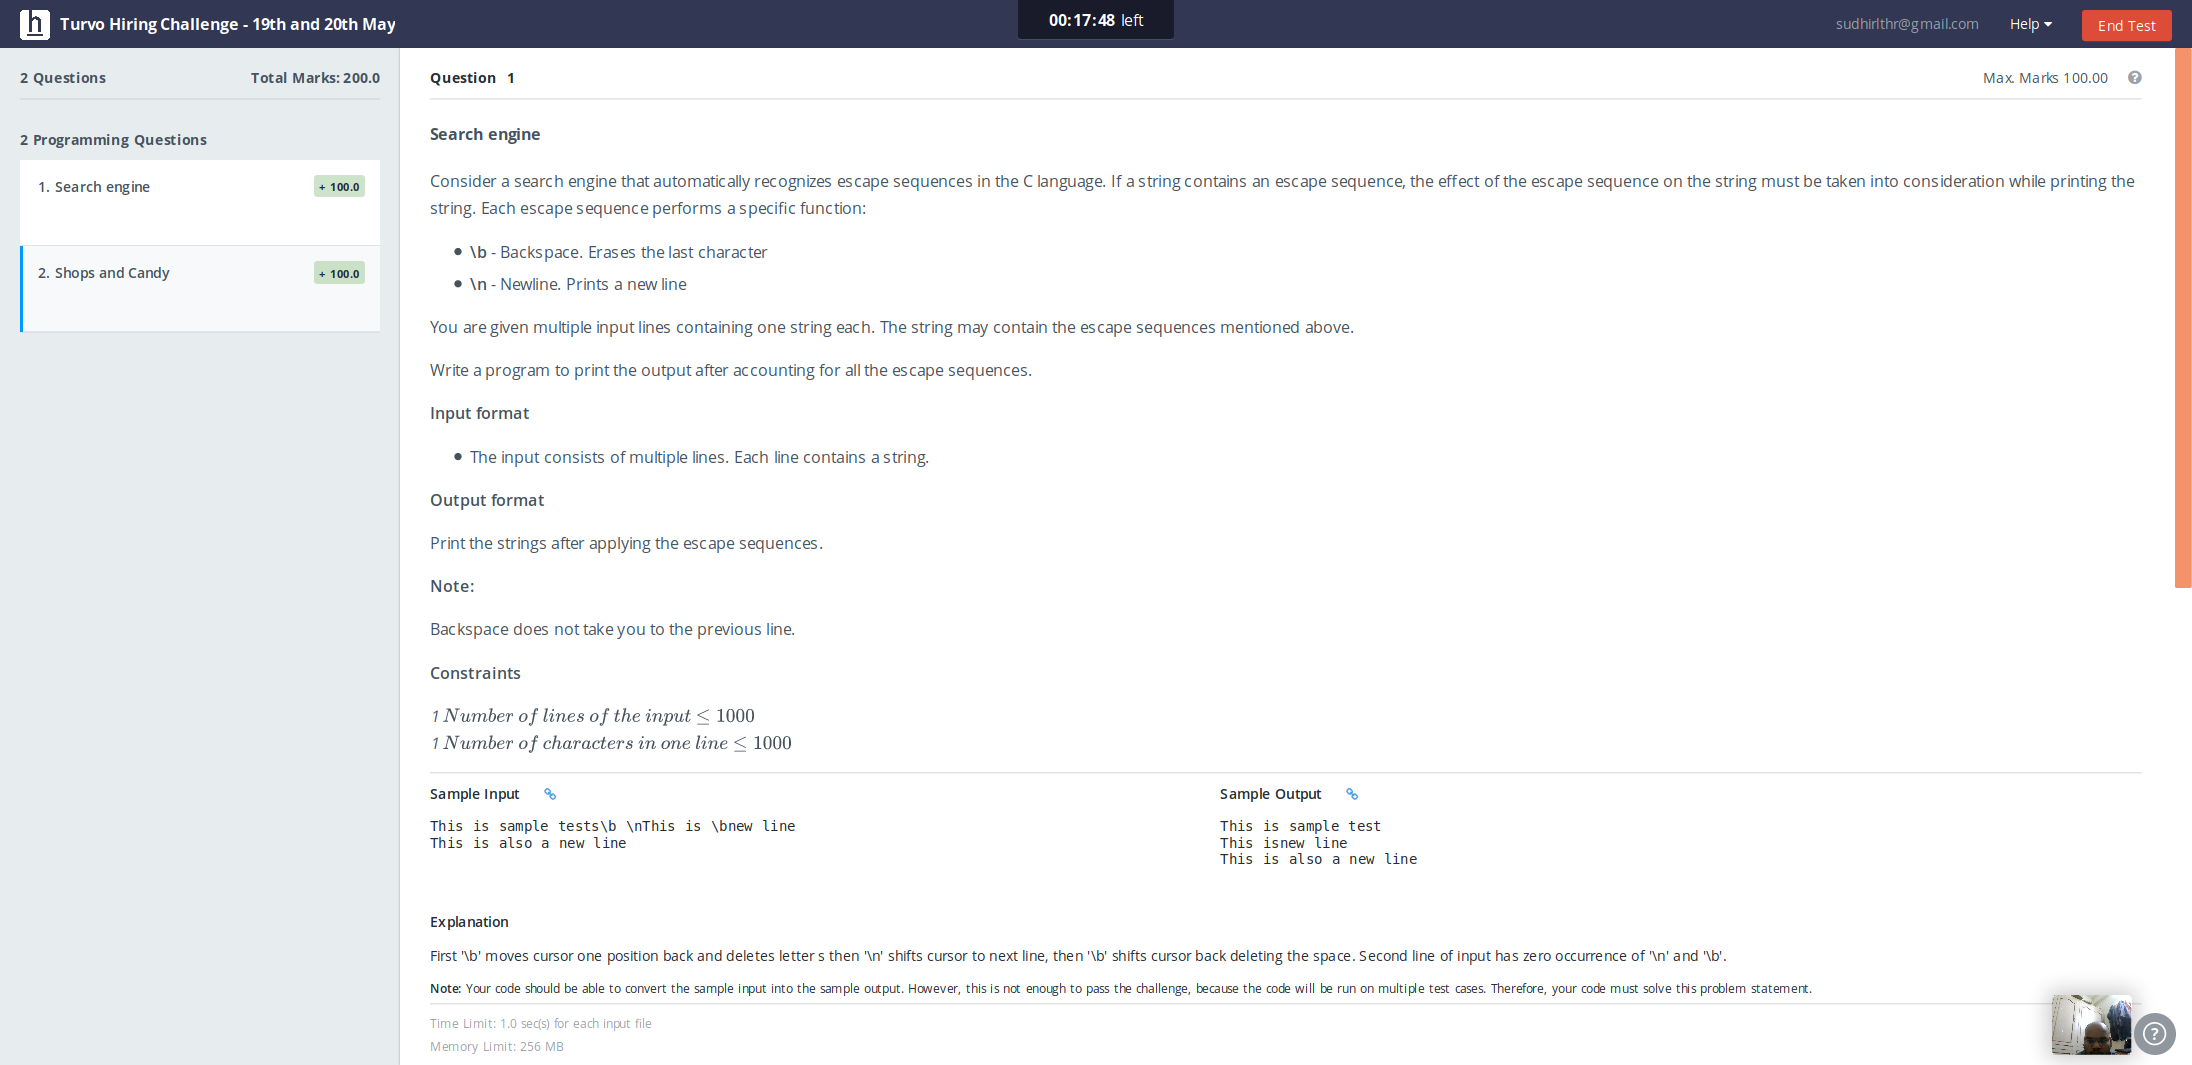 h Turvo Hiring Challenge - 19th and 20th May
00:17:48 left
sudhirlthr@gmail.com Help End Test
2 Questions Total Marks: 200.0
2 Programming Questions
1. Search engine + 100.0
2. Shops and Candy + 100.0
Question 1 Max. Marks 100.00 ?
Search engine
Consider a search engine that automatically recognizes escape sequences in the C language. If a string contains an escape sequence, the effect of the escape sequence on the string must be taken into consideration while printing the
string. Each escape sequence performs a specific function:
• \b - Backspace. Erases the last character
• \n - Newline. Prints a new line
You are given multiple input lines containing one string each. The string may contain the escape sequences mentioned above.
Write a program to print the output after accounting for all the escape sequences.
Input format
• The input consists of multiple lines. Each line contains a string.
Output format
Print the strings after applying the escape sequences.
Note:
Backspace does not take you to the previous line.
Constraints
1 Number of lines of the input ≤ 1000
1 Number of characters in one line ≤ 1000
Sample Input
This is sample tests\b \nThis is \bnew line
This is also a new line
Sample Output
This is sample test
This isnew line
This is also a new line
Explanation
First '\b' moves cursor one position back and deletes letter s then '\n' shifts cursor to next line, then '\b' shifts cursor back deleting the space. Second line of input has zero occurrence of '\n' and '\b'.
Note: Your code should be able to convert the sample input into the sample output. However, this is not enough to pass the challenge, because the code will be run on multiple test cases. Therefore, your code must solve this problem statement.
Time Limit: 1.0 sec(s) for each input file
Memory Limit: 256 MB
?